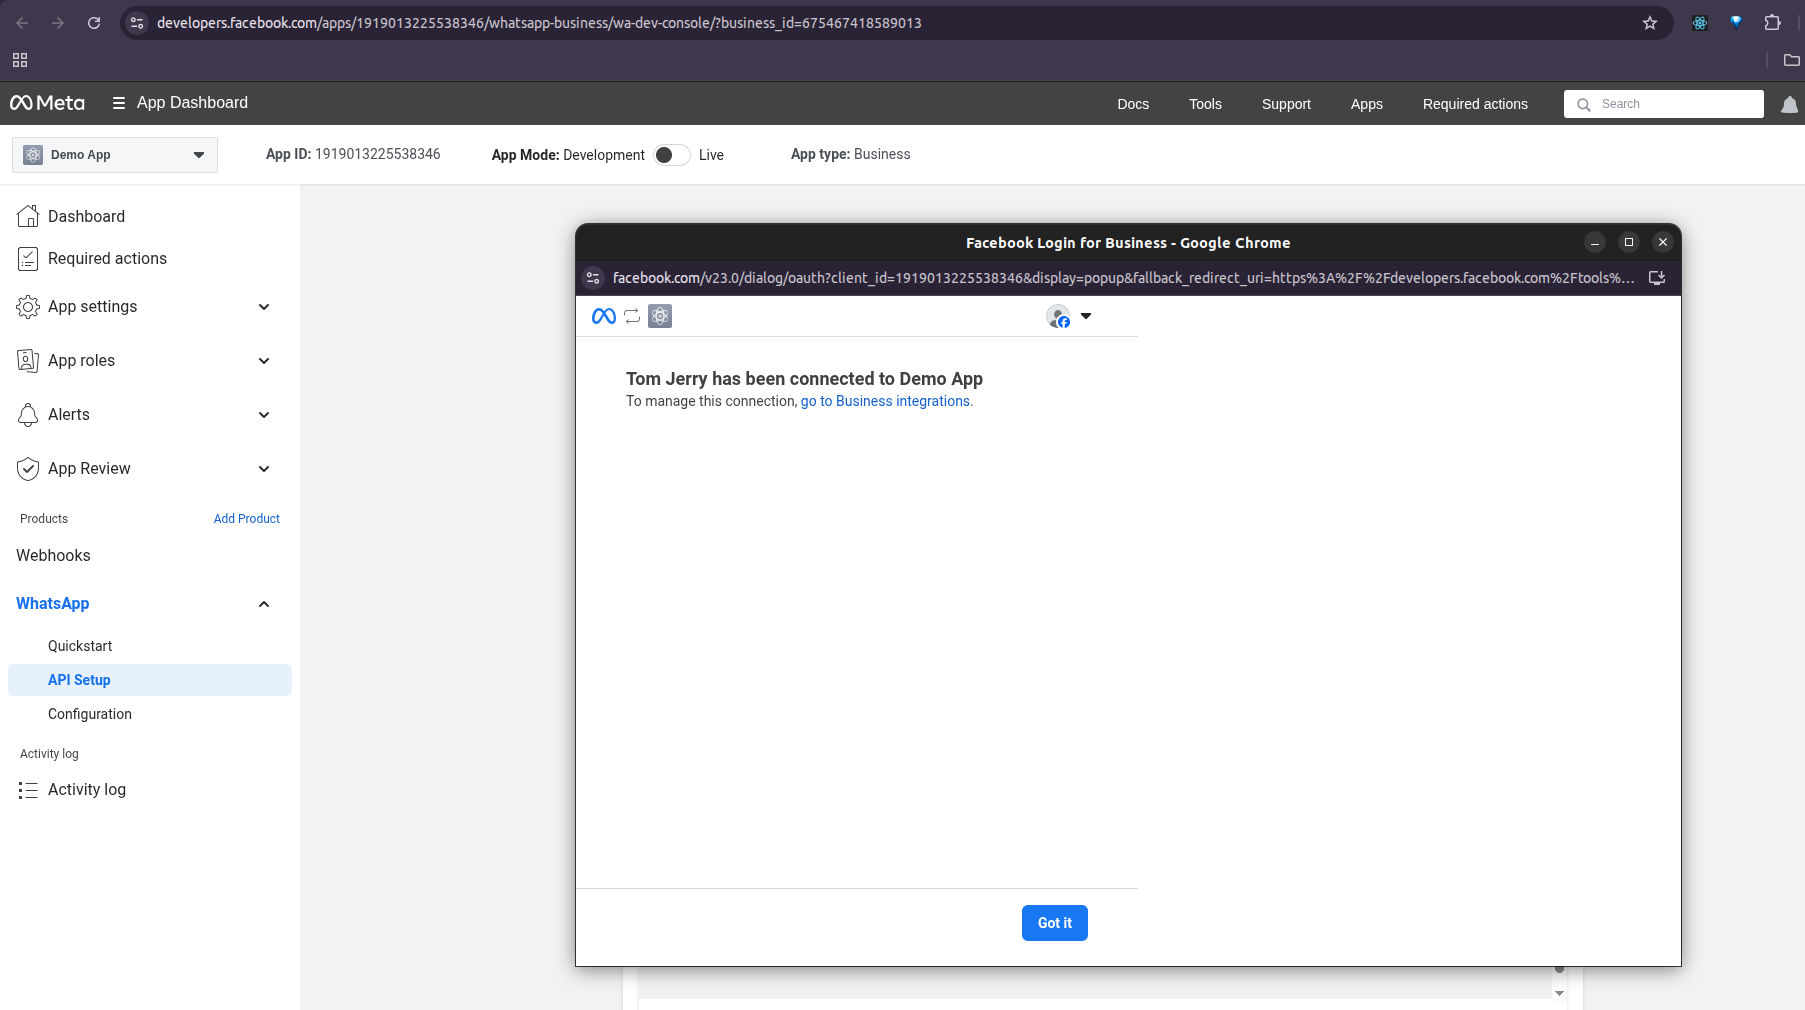 developers.facebook.com/apps/1919013225538346/whatsapp-business/wa-dev-console/?business_id=675467418589013
Meta
App Dashboard
Docs
Tools
Support
Apps
Required actions
Search
Demo App
App ID: 1919013225538346
App Mode: Development
Live
App type: Business
Dashboard
Required actions
App settings
App roles
Alerts
App Review
Products
Add Product
Webhooks
WhatsApp
Quickstart
API Setup
Configuration
Activity log
Activity log
Facebook Login for Business - Google Chrome
facebook.com/v23.0/dialog/oauth?client_id=1919013225538346&display=popup&fallback_redirect_uri=https%3A%2F%2Fdevelopers.facebook.com%2Ftools%...
Tom Jerry has been connected to Demo App
To manage this connection, go to Business integrations.
Got it